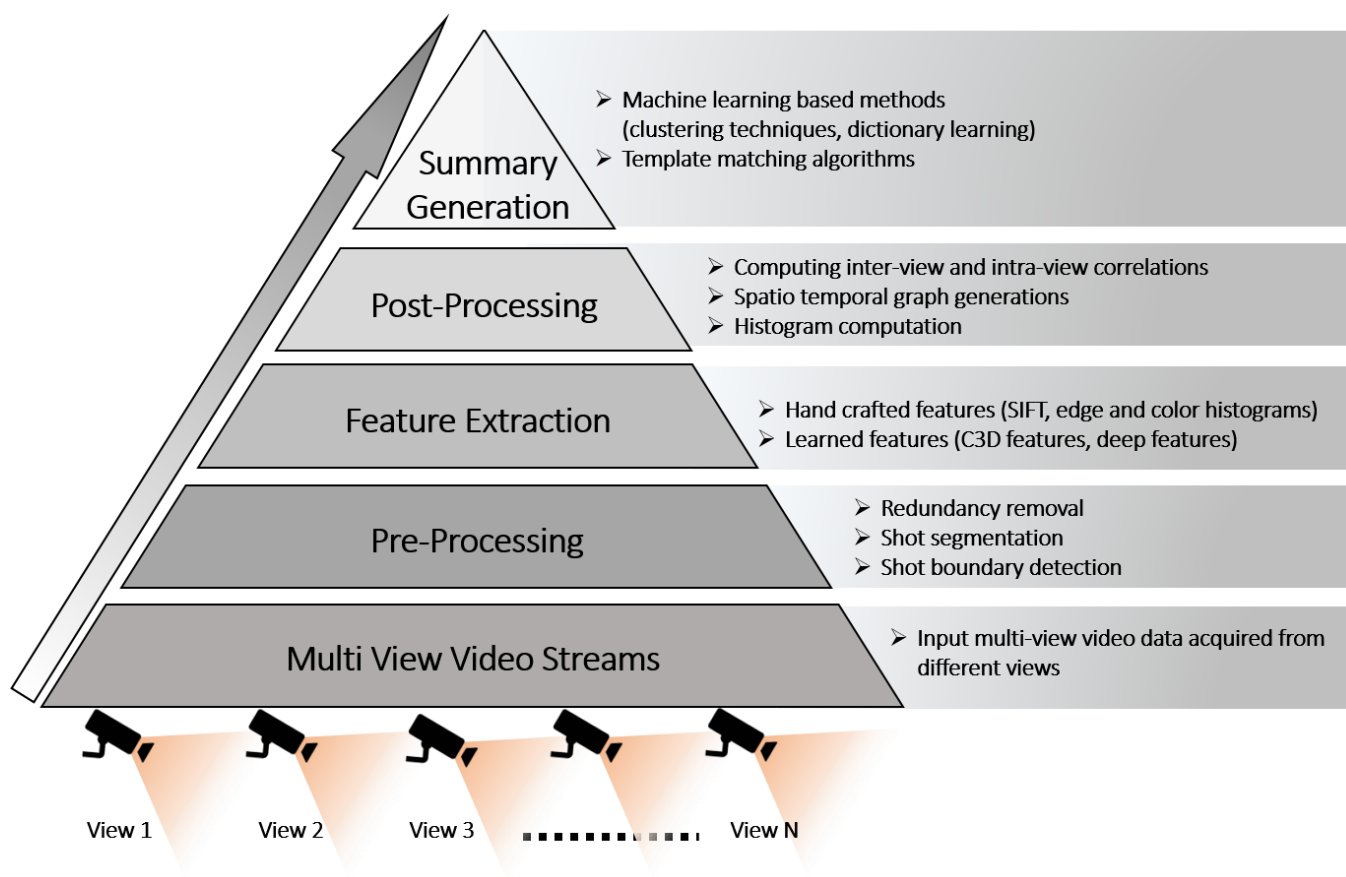 Summary
Generation
➢ Machine learning based methods
(clustering techniques, dictionary learning)
➢ Template matching algorithms
Post-Processing
➢ Computing inter-view and intra-view correlations
➢ Spatio temporal graph generations
➢ Histogram computation
Feature Extraction
➢ Hand crafted features (SIFT, edge and color histograms)
➢ Learned features (C3D features, deep features)
Pre-Processing
➢ Redundancy removal
➢ Shot segmentation
➢ Shot boundary detection
Multi View Video Streams
➢ Input multi-view video data acquired from
different views
View 1
View 2
View 3
View N